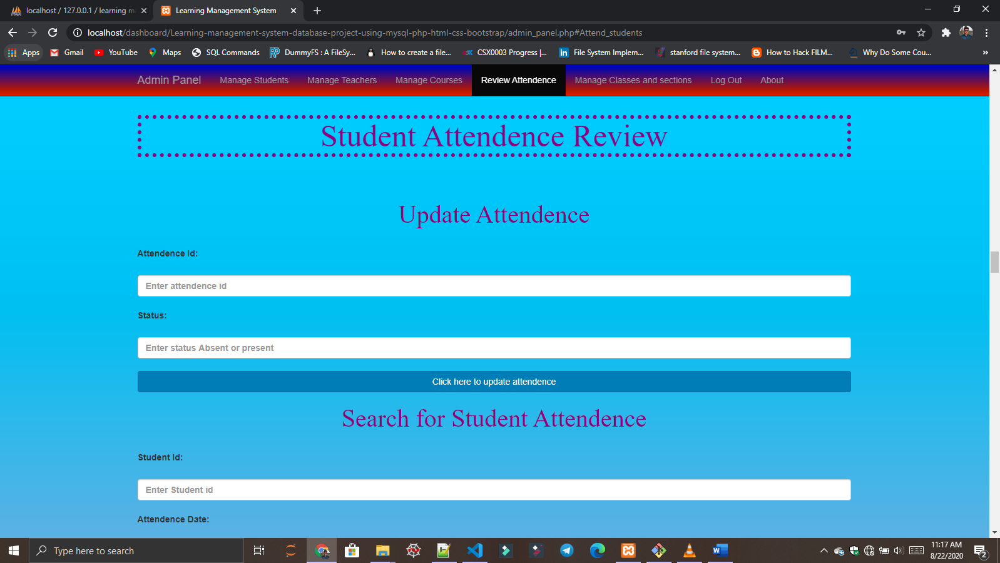 localhost / 127.0.0.1 / learning m
Learning Management System
localhost/dashboard/Learning-management-system-database-project-using-mysql-php-html-css-bootstrap/admin_panel.php#Attend_students
Apps Gmail YouTube Maps SQL Commands DummyFS : A FileSy... How to create a file... CSX0003 Progress |... File System Implem... stanford file system... How to Hack FILM... Why Do Some Cou... »
Admin Panel Manage Students Manage Teachers Manage Courses Review Attendence Manage Classes and sections Log Out About
Student Attendence Review
Update Attendence
Attendence Id:
Enter attendence id
Status:
Enter status Absent or present
Click here to update attendence
Search for Student Attendence
Student Id:
Enter Student id
Attendence Date:
Type here to search
11:17 AM
8/22/2020
2